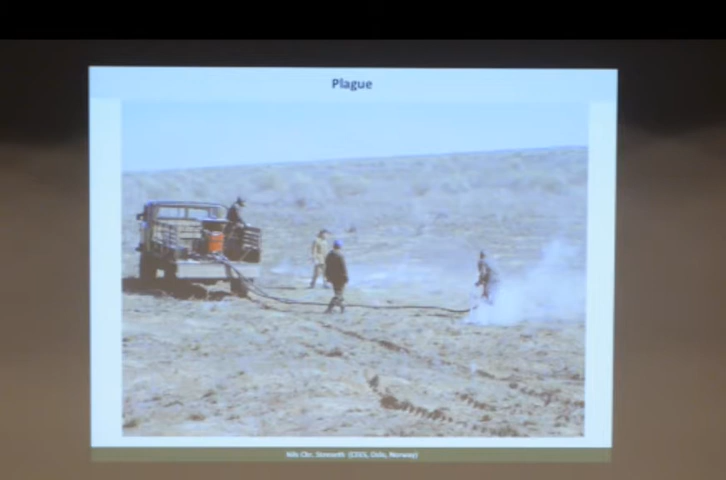 Plague
Nils Chr. Stenseth (CEES, Oslo, Norway)